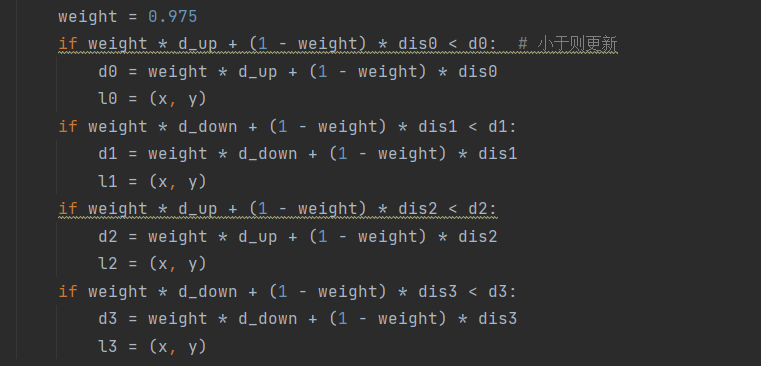 weight = 0.975
if weight * d_up + (1 - weight) * dis0 < d0:  # 小于则更新
    d0 = weight * d_up + (1 - weight) * dis0
    l0 = (x, y)
if weight * d_down + (1 - weight) * dis1 < d1:
    d1 = weight * d_down + (1 - weight) * dis1
    l1 = (x, y)
if weight * d_up + (1 - weight) * dis2 < d2:
    d2 = weight * d_up + (1 - weight) * dis2
    l2 = (x, y)
if weight * d_down + (1 - weight) * dis3 < d3:
    d3 = weight * d_down + (1 - weight) * dis3
    l3 = (x, y)